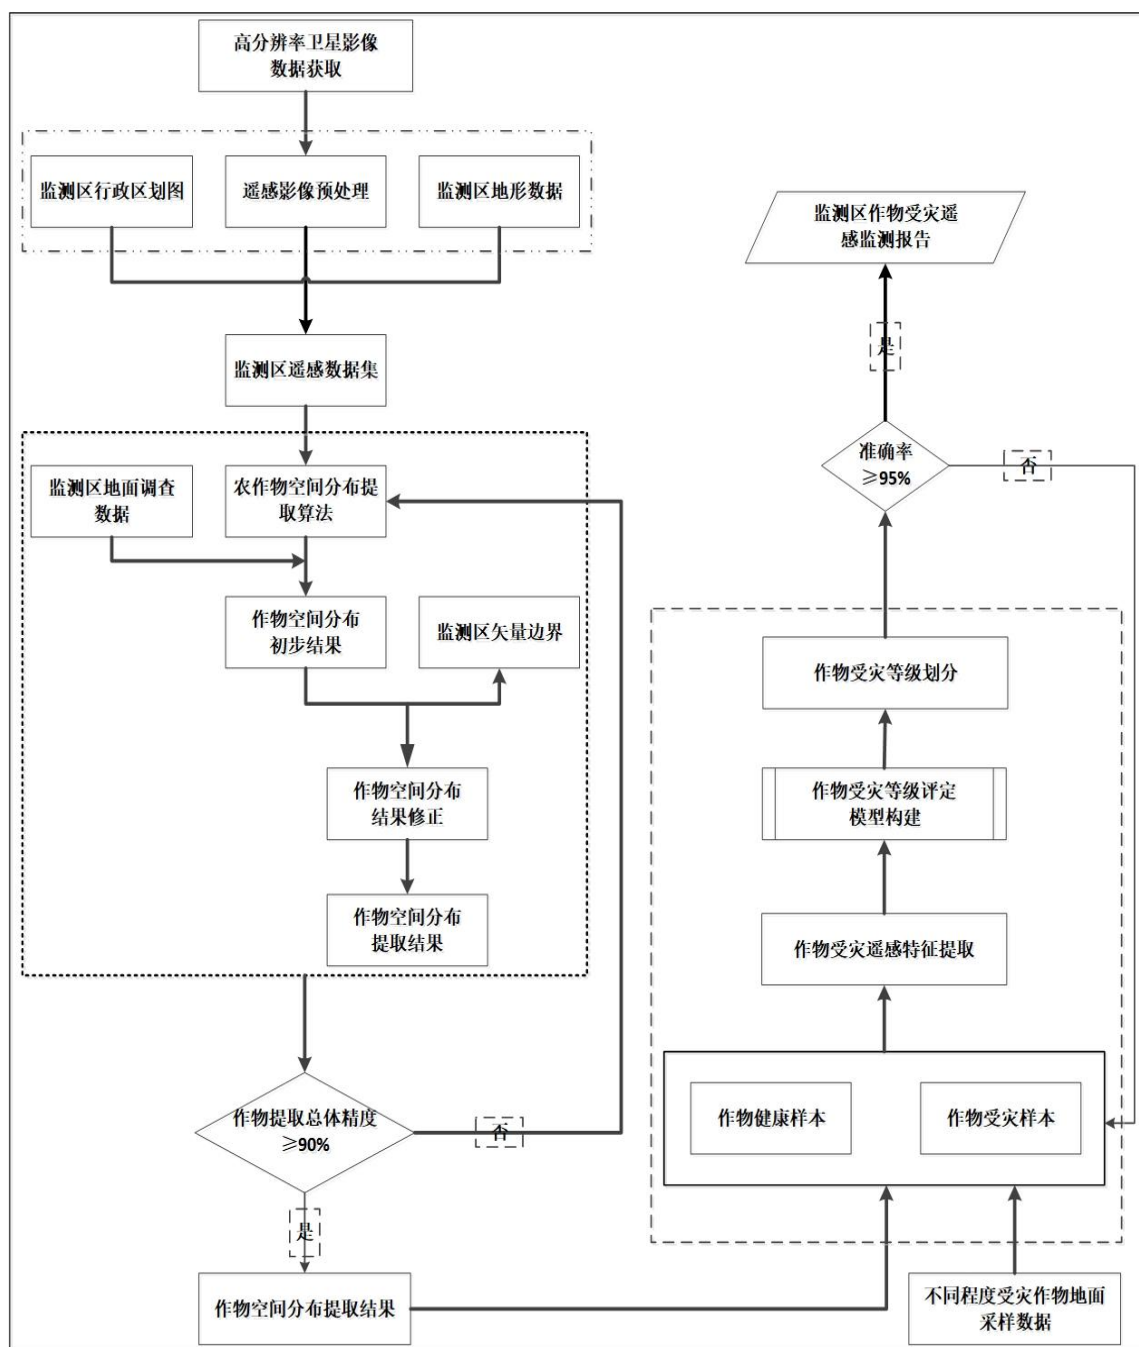 高分辨率卫星影像
数据获取
监测区行政区划图
遥感影像预处理
监测区地形数据
监测区遥感数据集
监测区地面调查
数据
农作物空间分布提
取算法
作物空间分布
初步结果
监测区矢量边界
作物空间分布
结果修正
作物空间分布
提取结果
作物提取总体精度
≥90%
否
是
作物空间分布提取结果
监测区作物受灾遥
感监测报告
是
准确率
≥95%
否
作物受灾等级划分
作物受灾等级评定
模型构建
作物受灾遥感特征提取
作物健康样本
作物受灾样本
不同程度受灾作物地面
采样数据